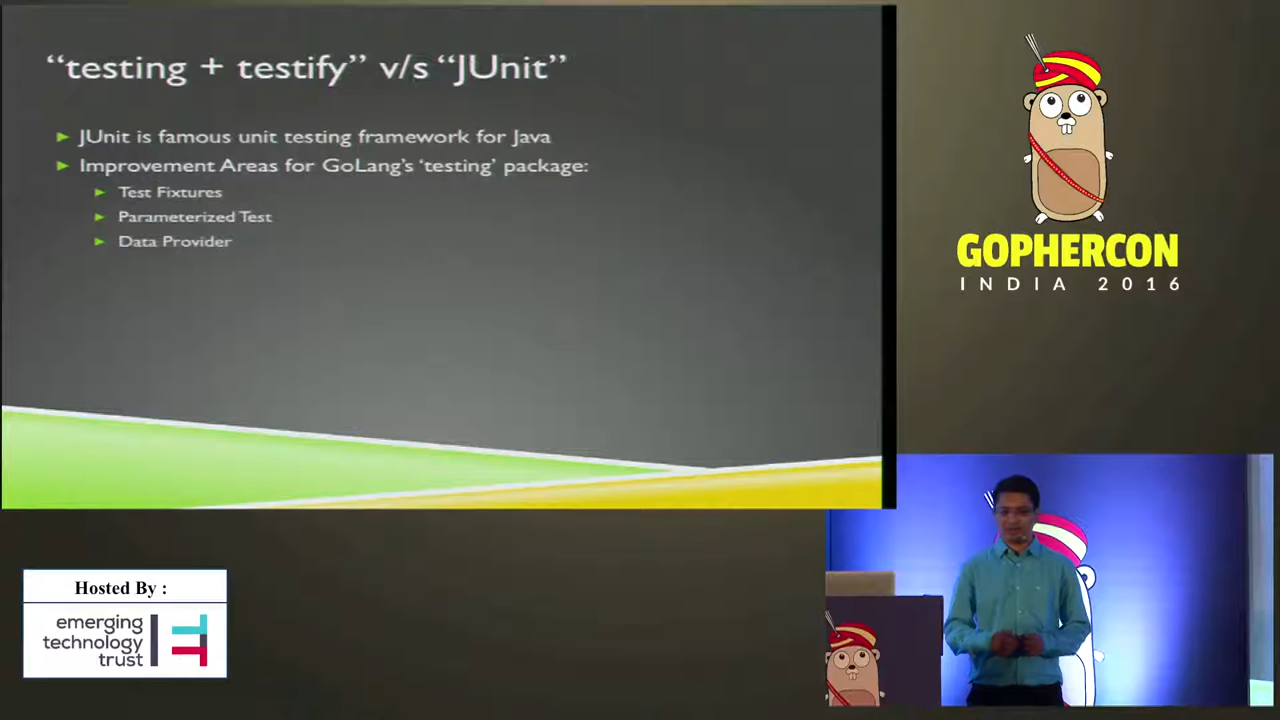 “testing + testify” v/s “JUnit”
JUnit is famous unit testing framework for Java
Improvement Areas for GoLang's ‘testing’ package:
Test Fixtures
Parameterized Test
Data Provider
GOPHERCON
INDIA 2016
Hosted By :
emerging
technology
trust